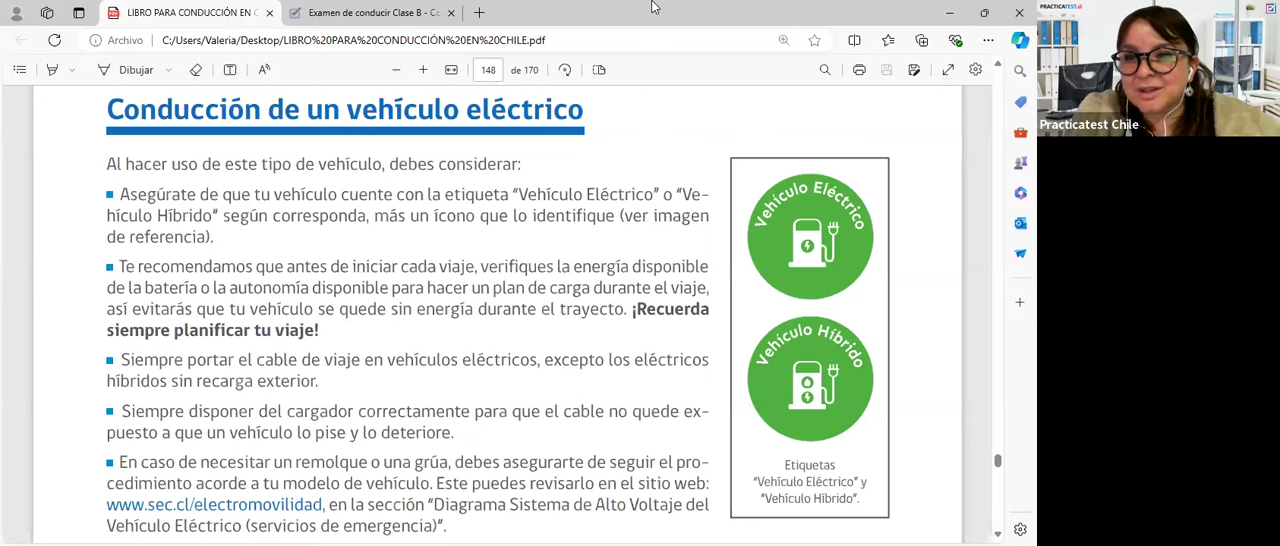 LIBRO PARA CONDUCCIÓN EN C
Examen de conducir Clase B - Co
Archivo
C:/Users/Valeria/Desktop/LIBRO%20PARA%20CONDUCCIÓN%20EN%20CHILE.pdf
Dibujar
148
de 170
Conducción de un vehículo eléctrico
Al hacer uso de este tipo de vehículo, debes considerar:
Asegúrate de que tu vehículo cuente con la etiqueta “Vehículo Eléctrico” o “Ve-
hículo Híbrido” según corresponda, más un ícono que lo identifique (ver imagen
de referencia).
Te recomendamos que antes de iniciar cada viaje, verifiques la energía disponible
de la batería o la autonomía disponible para hacer un plan de carga durante el viaje,
así evitarás que tu vehículo se quede sin energía durante el trayecto. ¡Recuerda
siempre planificar tu viaje!
Siempre portar el cable de viaje en vehículos eléctricos, excepto los eléctricos
híbridos sin recarga exterior.
Siempre disponer del cargador correctamente para que el cable no quede ex-
puesto a que un vehículo lo pise y lo deteriore.
En caso de necesitar un remolque o una grúa, debes asegurarte de seguir el pro-
cedimiento acorde a tu modelo de vehículo. Este puedes revisarlo en el sitio web:
www.sec.cl/electromovilidad, en la sección “Diagrama Sistema de Alto Voltaje del
Vehículo Eléctrico (servicios de emergencia)”.
Vehículo Eléctrico
Vehículo Híbrido
Etiquetas
“Vehículo Eléctrico” y
“Vehículo Híbrido”.
PRACTICATEST.cl
Practicatest Chile